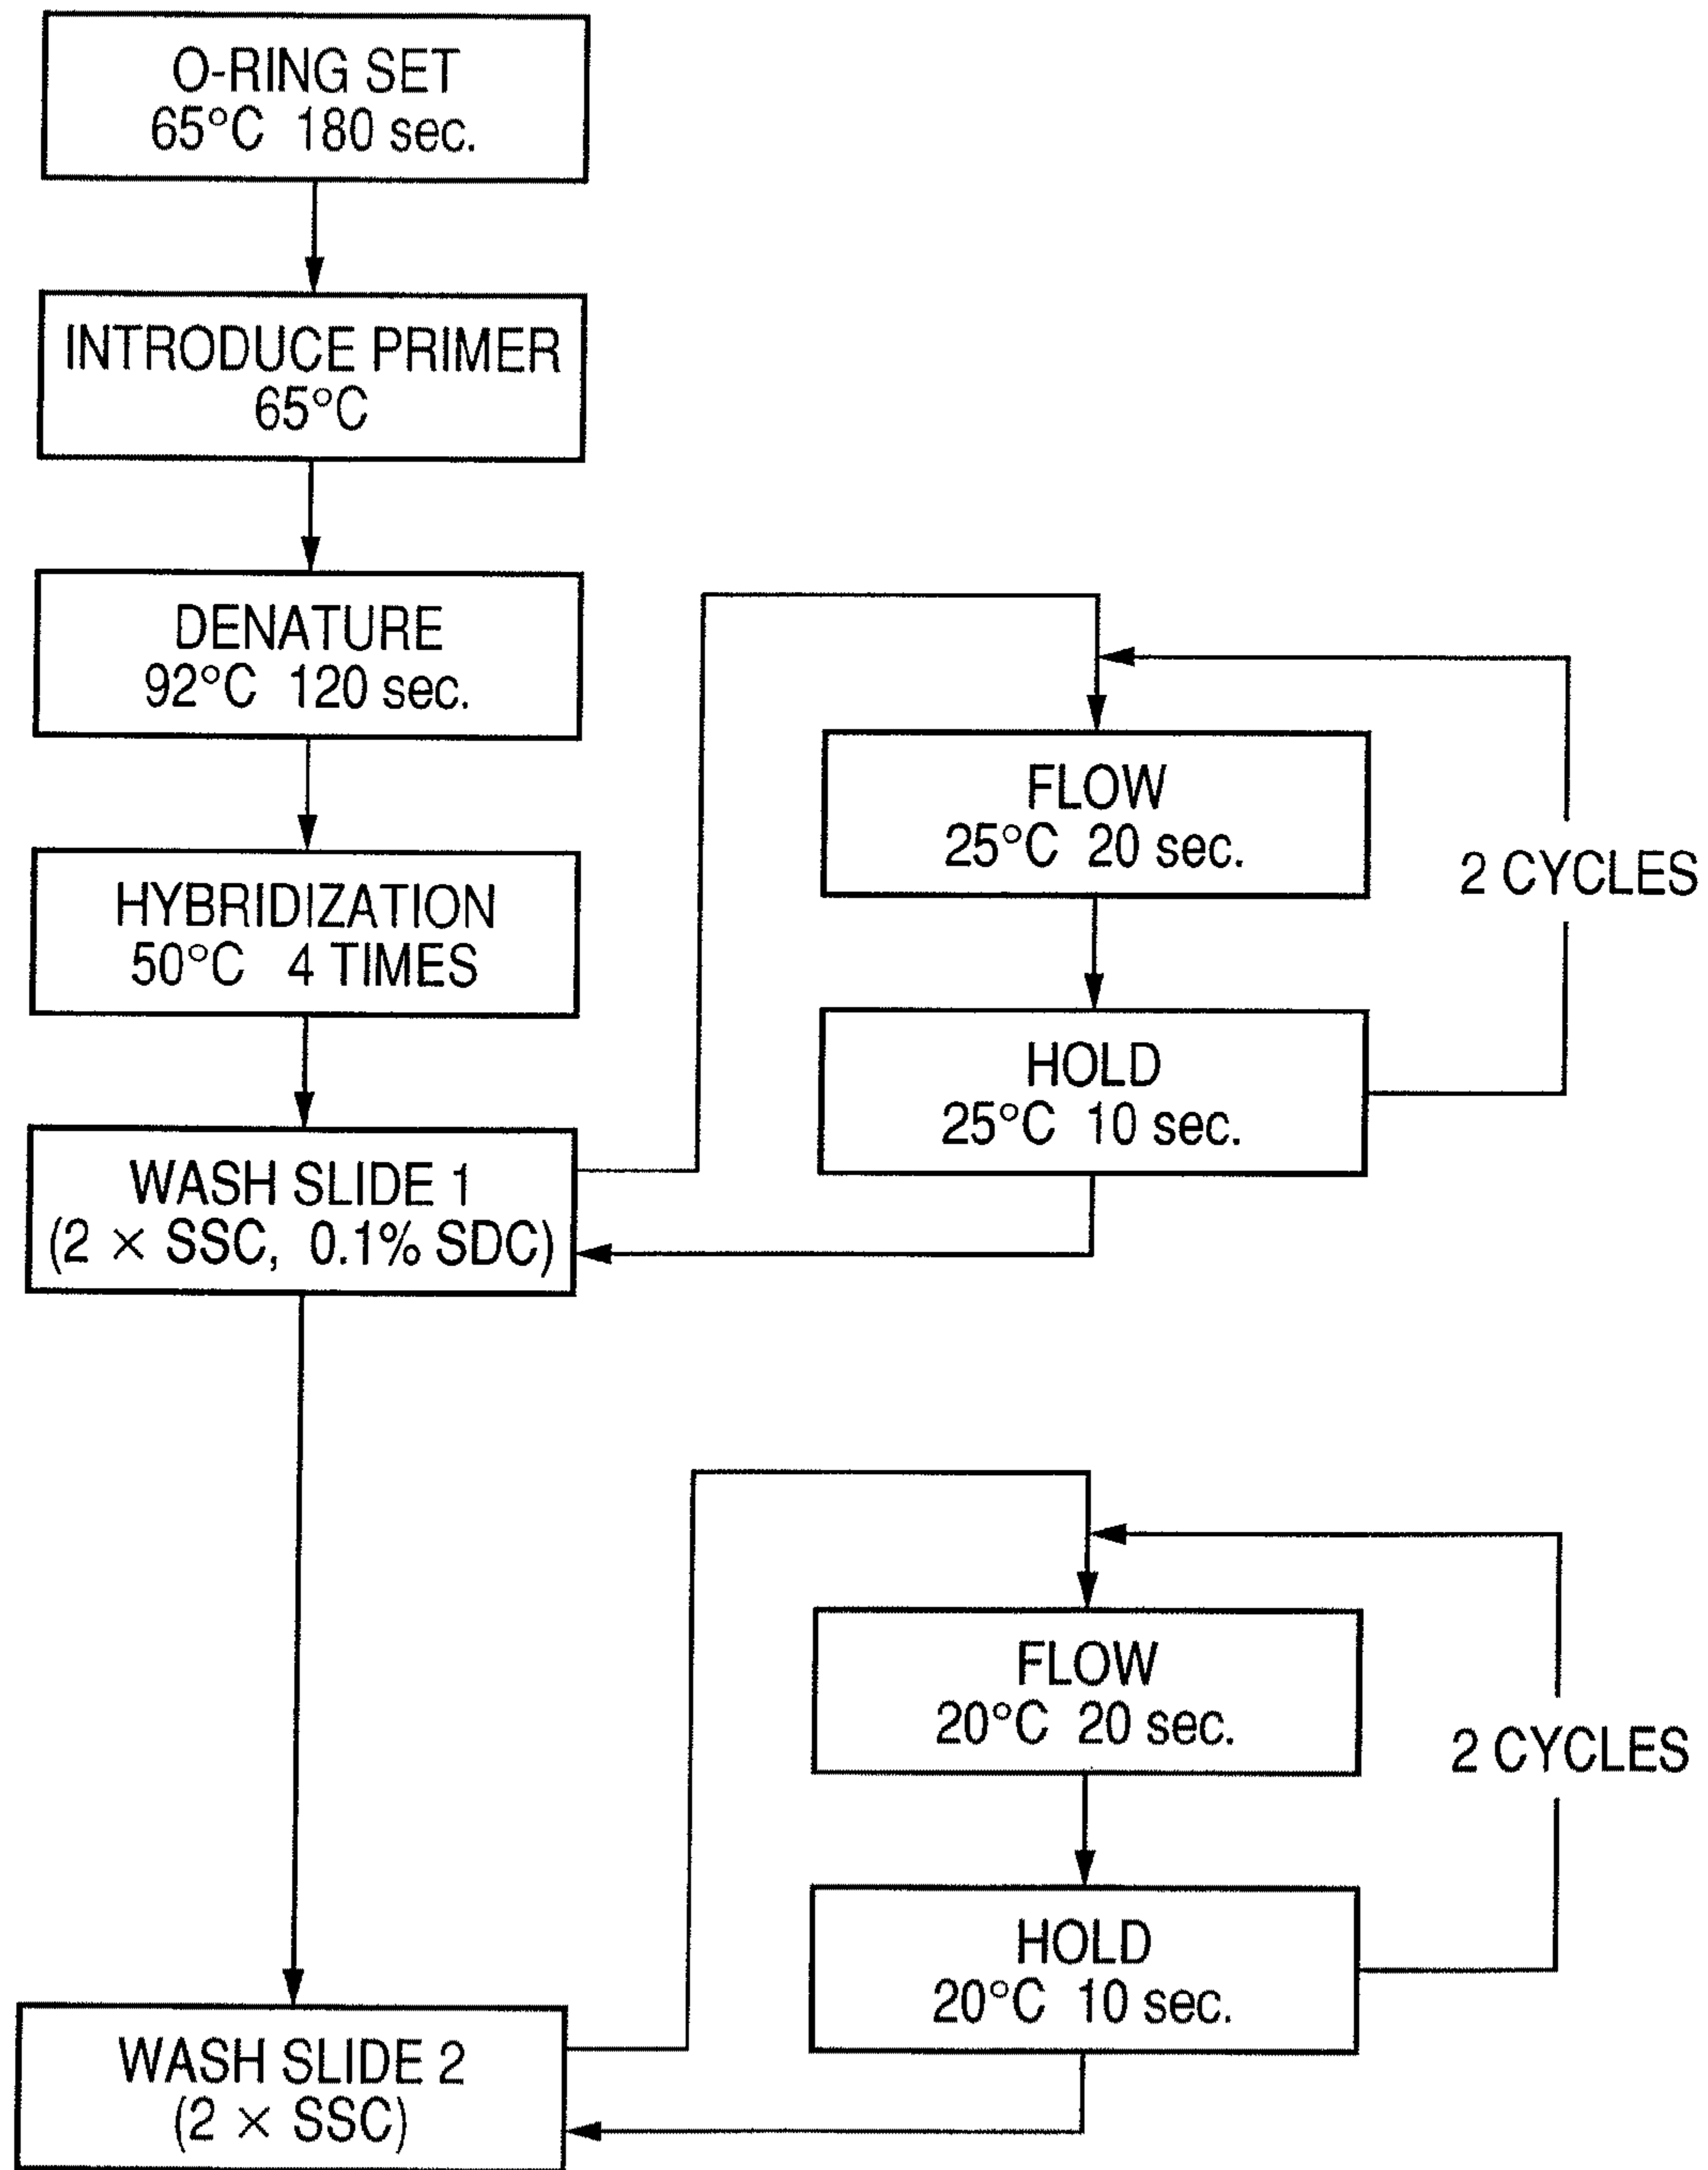 O-RING SET
65°C 180 sec.
INTRODUCE PRIMER
65°C
DENATURE
92°C 120 sec.
HYBRIDIZATION
50°C 4 TIMES
WASH SLIDE 1
(2 × SSC, 0.1% SDC)
FLOW
25°C 20 sec.
HOLD
25°C 10 sec.
2 CYCLES
WASH SLIDE 2
(2 × SSC)
FLOW
20°C 20 sec.
HOLD
20°C 10 sec.
2 CYCLES